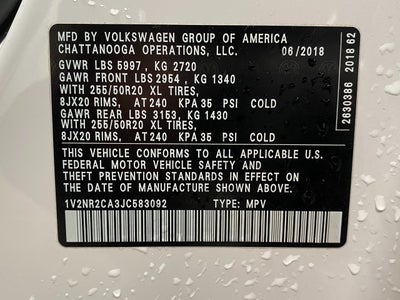 MFD BY VOLKSWAGEN GROUP OF AMERICA
CHATTANOOGA OPERATIONS, LLC. 06/2018
GVWR LBS 5997, KG 2720
GAWR FRONT LBS 2954 , KG 1340
WITH 255/50R20 XL TIRES,
8JX20 RIMS, AT 240 KPA 35 PSI COLD
GAWR REAR LBS 3153, KG 1430
WITH 255/50R20 XL TIRES,
8JX20 RIMS, AT 240 KPA 35 PSI COLD
THIS VEHICLE CONFORMS TO ALL APPLICABLE U.S.
FEDERAL MOTOR VEHICLE SAFETY AND
THEFT PREVENTION STANDARDS IN EFFECT ON
THE DATE OF MANUFACTURE SHOWN ABOVE.
1V2NR2CA3JC583092 TYPE: MPV
2630386 2018 62